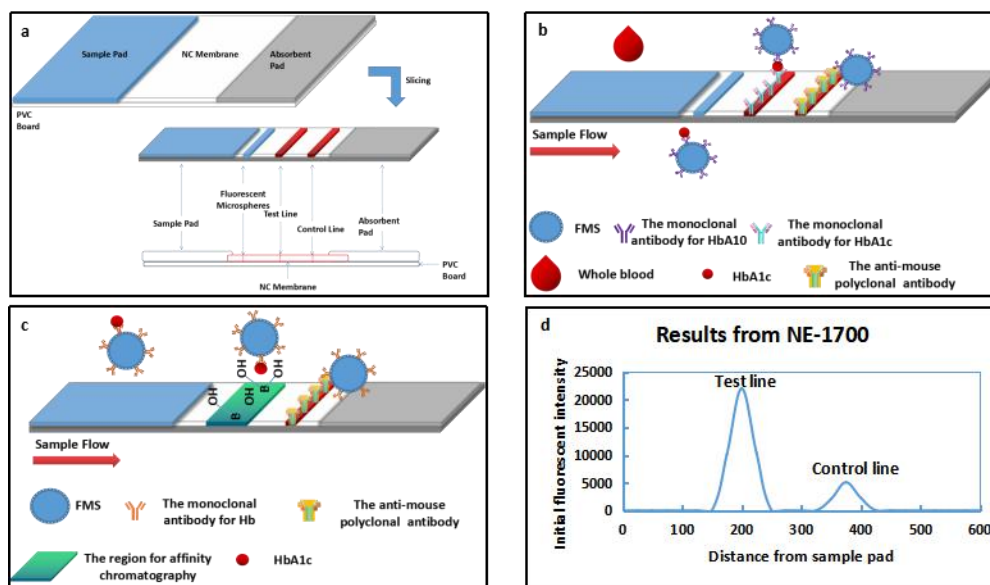 a
Sample Pad
NC Membrane
Absorbent
Pad
Slicing
PVC
Board
Fluorescent
Microspheres
Test Line
Sample Pad
Control Line
Absorbent
Pad
PVC
Board
NC Membrane
b
Sample Flow
FMS
The monoclonal
antibody for HbA10
The monoclonal
antibody for HbA1c
Whole blood
HbA1c
The anti-mouse
polyclonal antibody
c
OH
OH
OH
OH
B
B
Sample Flow
FMS
The monoclonal
antibody for Hb
The anti-mouse
polyclonal antibody
The region for affinity
chromatography
HbA1c
d
Results from NE-1700
Initial fluorescent intensity
25000
20000
15000
10000
5000
0
Test line
Control line
0 100 200 300 400 500 600
Distance from sample pad